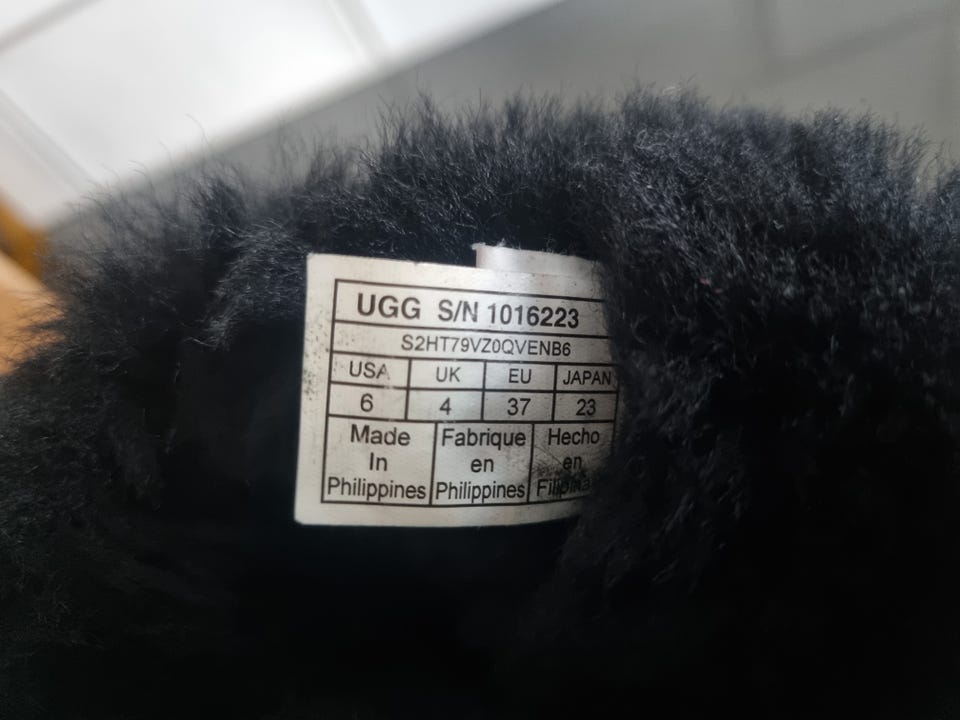 UGG S/N 1016223
S2HT79VZ0QVENB6
USA UK EU JAPAN
6 4 37 23
Made Fabrique Hecho
In en en
Philippines Philippines